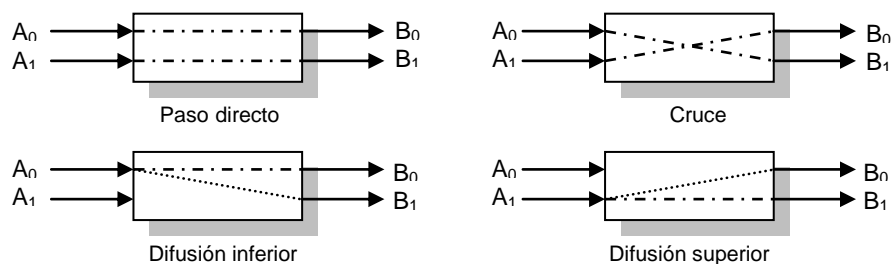 A₀ B₀
A₁ B₁
Paso directo
A₀ B₀
A₁ B₁
Cruce
A₀ B₀
A₁ B₁
Difusión inferior
A₀ B₀
A₁ B₁
Difusión superior